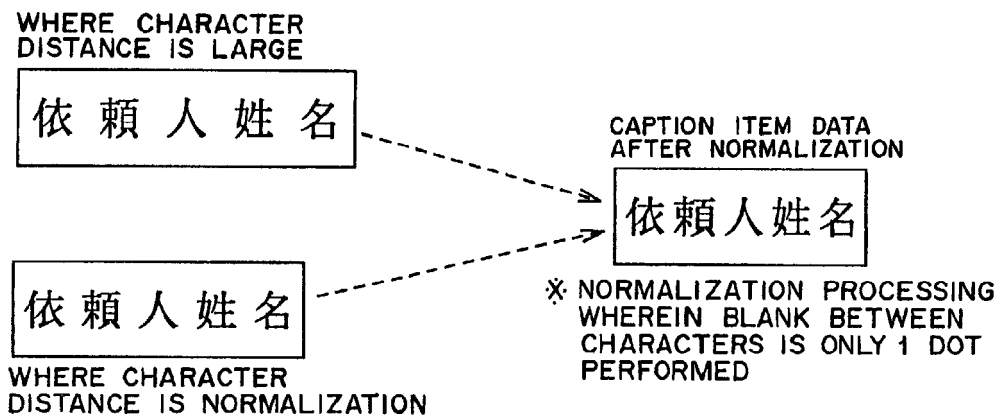 WHERE CHARACTER
DISTANCE IS LARGE
依頼人姓名
CAPTION ITEM DATA
AFTER NORMALIZATION
依頼人姓名
依頼人姓名
WHERE CHARACTER
DISTANCE IS NORMALIZATION
※ NORMALIZATION PROCESSING
WHEREIN BLANK BETWEEN
CHARACTERS IS ONLY 1 DOT
PERFORMED